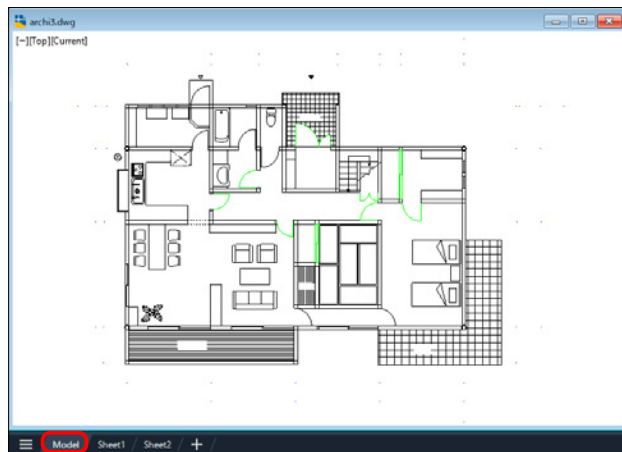 archi3.dwg
[−][Top][Current]
Model / Sheet1 / Sheet2 / +